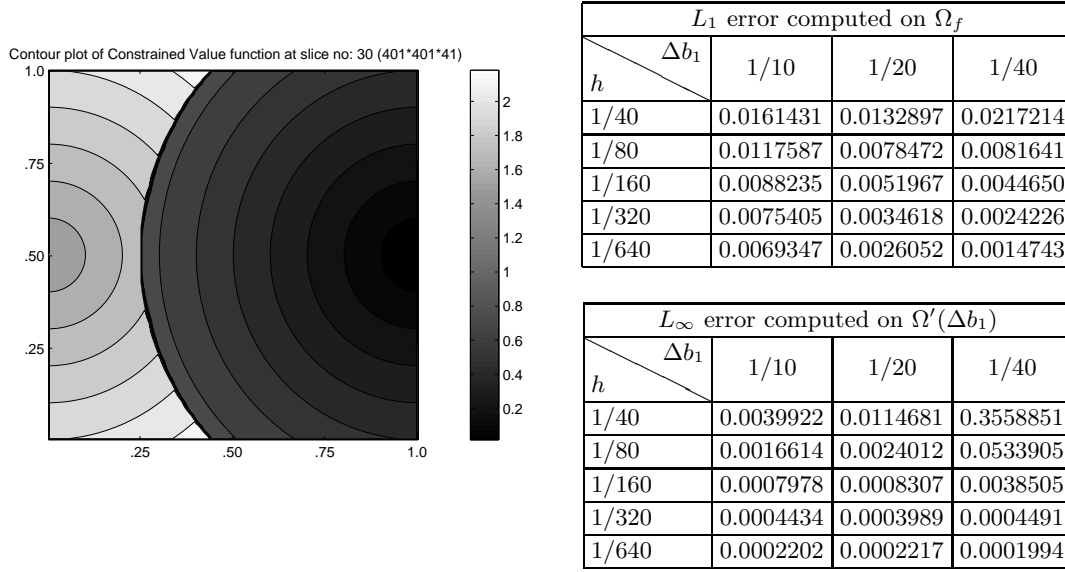 Contour plot of Constrained Value function at slice no: 30 (401*401*41)
1.0
.75
.50
.25
.25 .50 .75 1.0
2
1.8
1.6
1.4
1.2
1
0.8
0.6
0.4
0.2
L₁ error computed on Ω_f
Δb₁
h
1/10 1/20 1/40
1/40 0.0161431 0.0132897 0.0217214
1/80 0.0117587 0.0078472 0.0081641
1/160 0.0088235 0.0051967 0.0044650
1/320 0.0075405 0.0034618 0.0024226
1/640 0.0069347 0.0026052 0.0014743
L∞ error computed on Ω′(Δb₁)
Δb₁
h
1/10 1/20 1/40
1/40 0.0039922 0.0114681 0.3558851
1/80 0.0016614 0.0024012 0.0533905
1/160 0.0007978 0.0008307 0.0038505
1/320 0.0004434 0.0003989 0.0004491
1/640 0.0002202 0.0002217 0.0001994